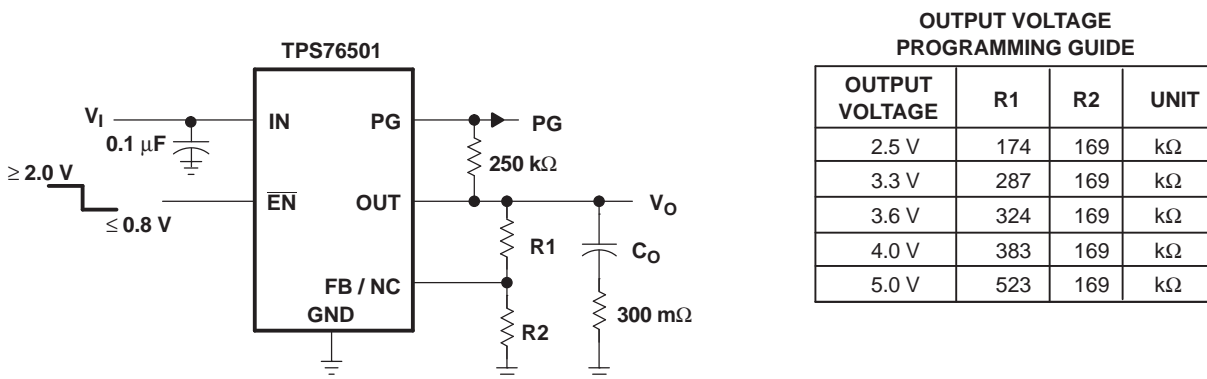 TPS76501
V_I
0.1 μF
≥ 2.0 V
≤ 0.8 V
IN
EN
PG
OUT
FB / NC
GND
PG
250 kΩ
V_O
R1
C_O
R2
300 mΩ
OUTPUT VOLTAGE
PROGRAMMING GUIDE
OUTPUT VOLTAGE R1 R2 UNIT
2.5 V 174 169 kΩ
3.3 V 287 169 kΩ
3.6 V 324 169 kΩ
4.0 V 383 169 kΩ
5.0 V 523 169 kΩ